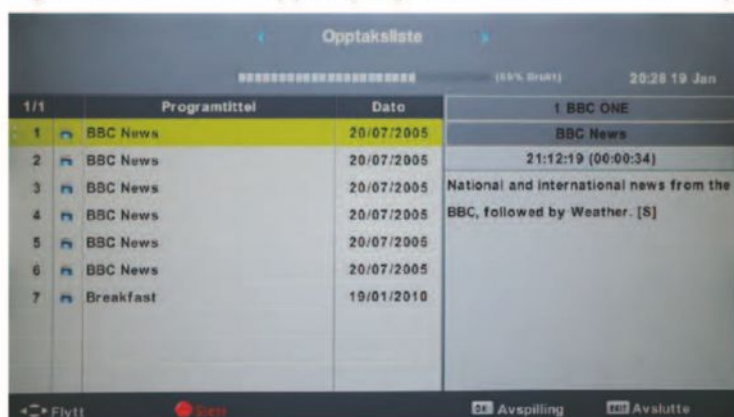 Opptaksliste
20:28 19 Jan
1/1 Programtittel Dato
1 BBC News 20/07/2005
2 BBC News 20/07/2005
3 BBC News 20/07/2005
4 BBC News 20/07/2005
5 BBC News 20/07/2005
6 BBC News 20/07/2005
7 Breakfast 19/01/2010
1 BBC ONE
BBC News
21:12:19 (00:00:34)
National and international news from the
BBC, followed by Weather. [S]
Flytt Slett OK Avspilling EXIT Avslutte